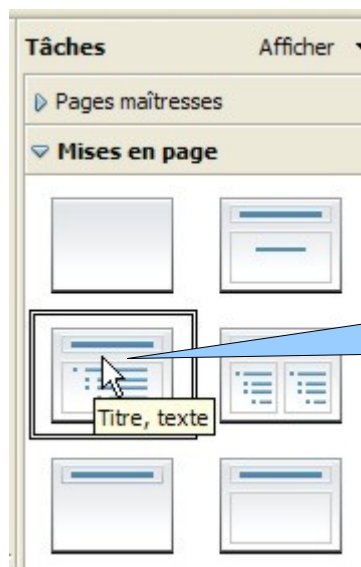 Tâches Afficher
Pages maîtresses
Mises en page
Titre, texte